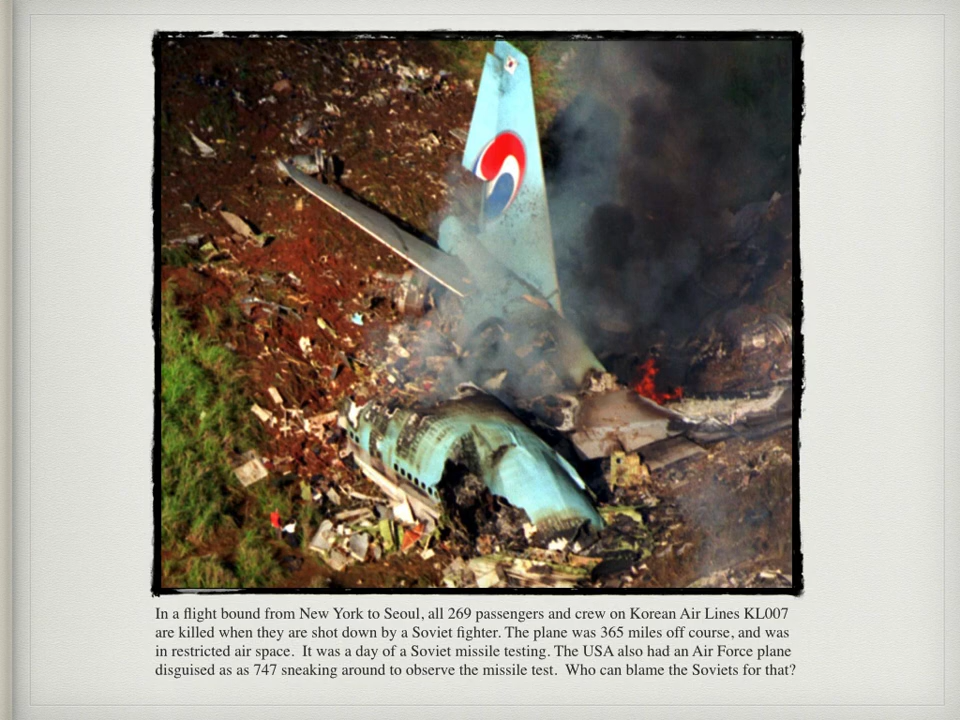 In a flight bound from New York to Seoul, all 269 passengers and crew on Korean Air Lines KL007
are killed when they are shot down by a Soviet fighter. The plane was 365 miles off course, and was
in restricted air space.  It was a day of a Soviet missile testing. The USA also had an Air Force plane
disguised as as 747 sneaking around to observe the missile test.  Who can blame the Soviets for that?